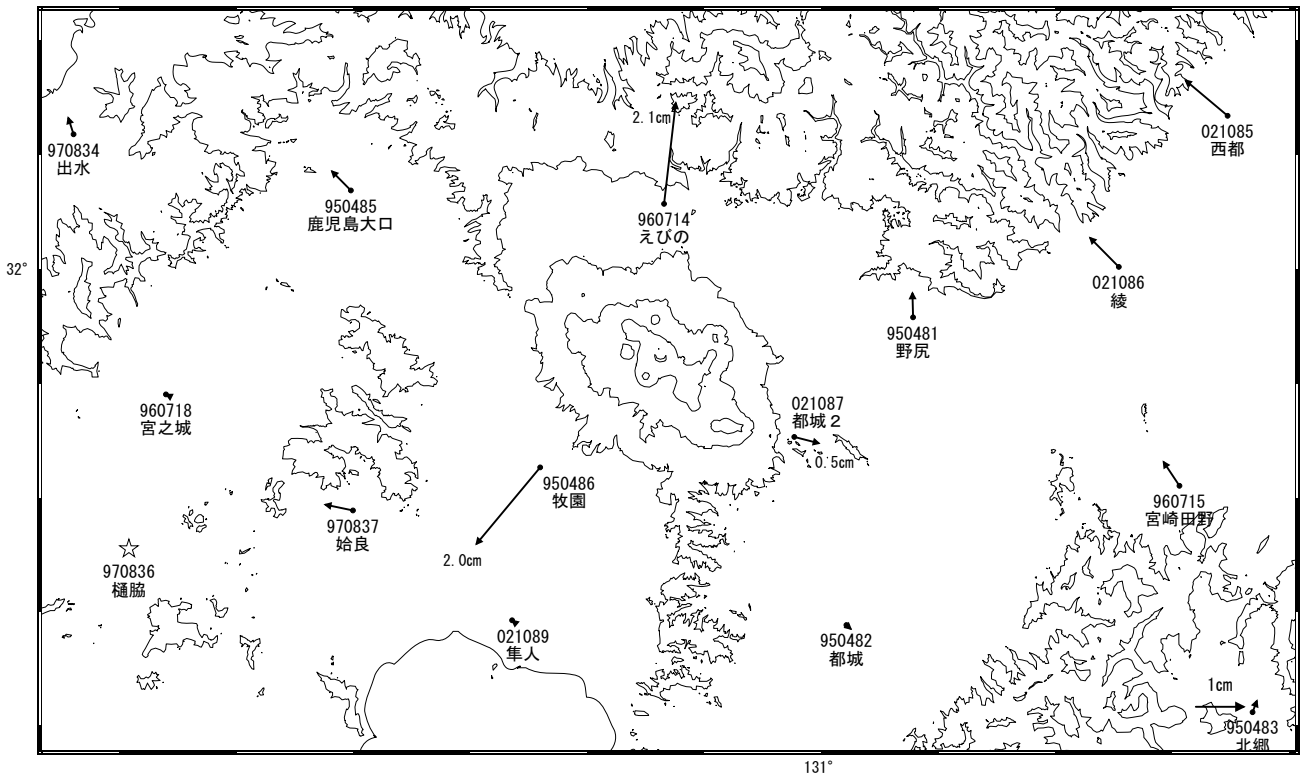 2.1cm
021085
西都
970834
出水
950485
鹿児島大口
960714
えびの
32°
021086
綾
950481
野尻
960718
宮之城
021087
都城２
0.5cm
950486
牧園
960715
宮崎田野
970837
姶良
2.0cm
970836
樋脇
021089
隼人
950482
都城
1cm
950483
北郷
131°